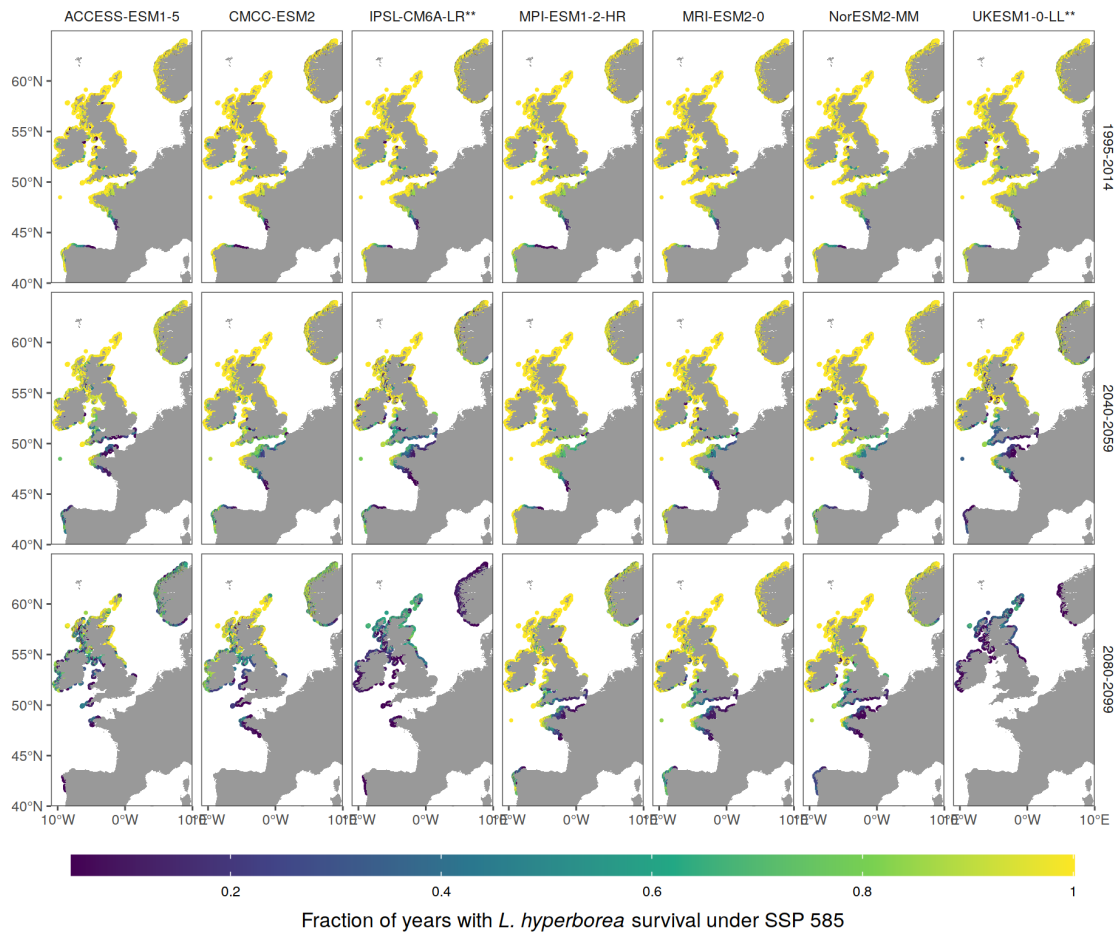 ACCESS-ESM1-5 CMCC-ESM2 IPSL-CM6A-LR** MPI-ESM1-2-HR MRI-ESM2-0 NorESM2-MM UKESM1-0-LL**
60°N
55°N
50°N
45°N
40°N
1995-2014
60°N
55°N
50°N
45°N
40°N
2040-2059
60°N
55°N
50°N
45°N
40°N
2080-2099
10°W 0°W 10°E 10°W 0°W 10°E 10°W 0°W 10°E 10°W 0°W 10°E 10°W 0°W 10°E 10°W 0°W 10°E 10°W 0°W 10°E
0.2 0.4 0.6 0.8 1
Fraction of years with L. hyperborea survival under SSP 585